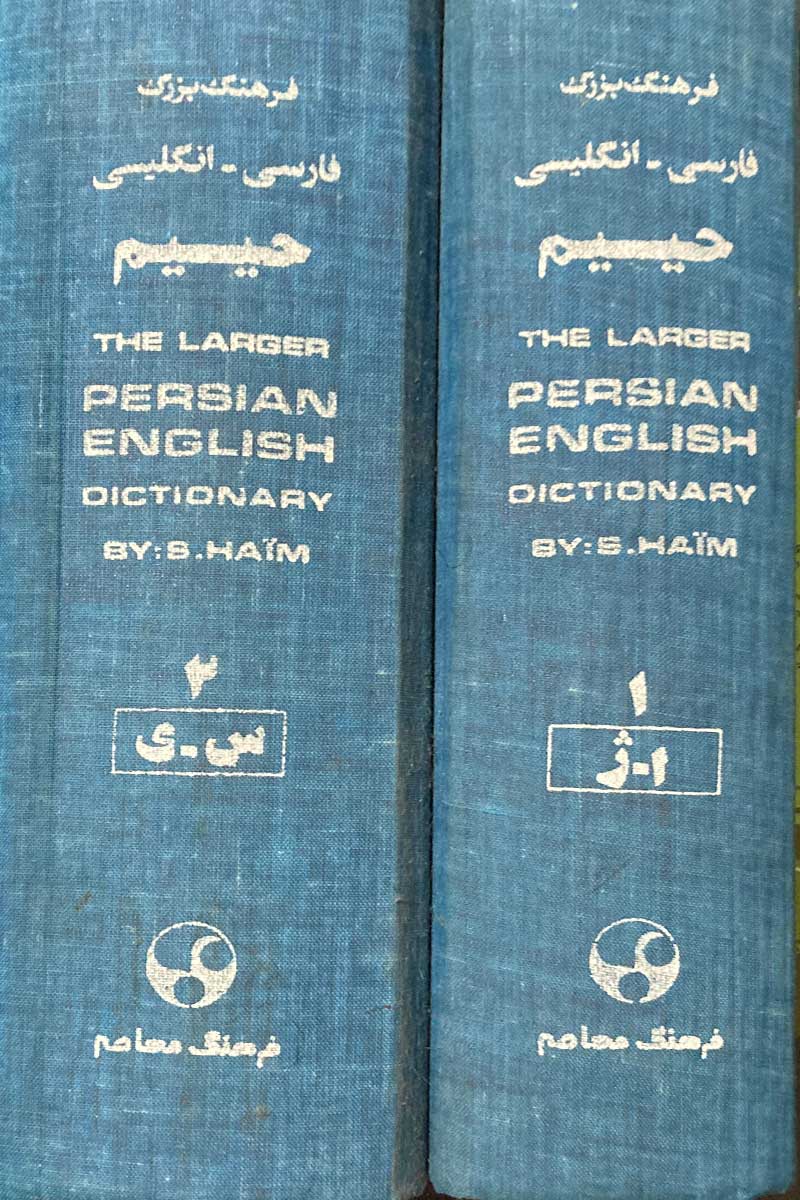 فرهنگ بزرگ
فارسی - انگلیسی
حییم
THE LARGER
PERSIAN
ENGLISH
DICTIONARY
BY: S. HAÏM
۲
س - ی
فرهنگ معاصر
فرهنگ بزرگ
فارسی - انگلیسی
حییم
THE LARGER
PERSIAN
ENGLISH
DICTIONARY
BY: S. HAÏM
۱
ا - ژ
فرهنگ معاصر